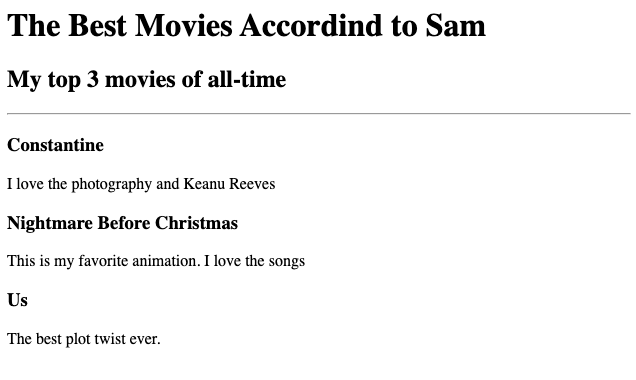 The Best Movies Accordind to Sam
My top 3 movies of all-time
Constantine
I love the photography and Keanu Reeves
Nightmare Before Christmas
This is my favorite animation. I love the songs
Us
The best plot twist ever.